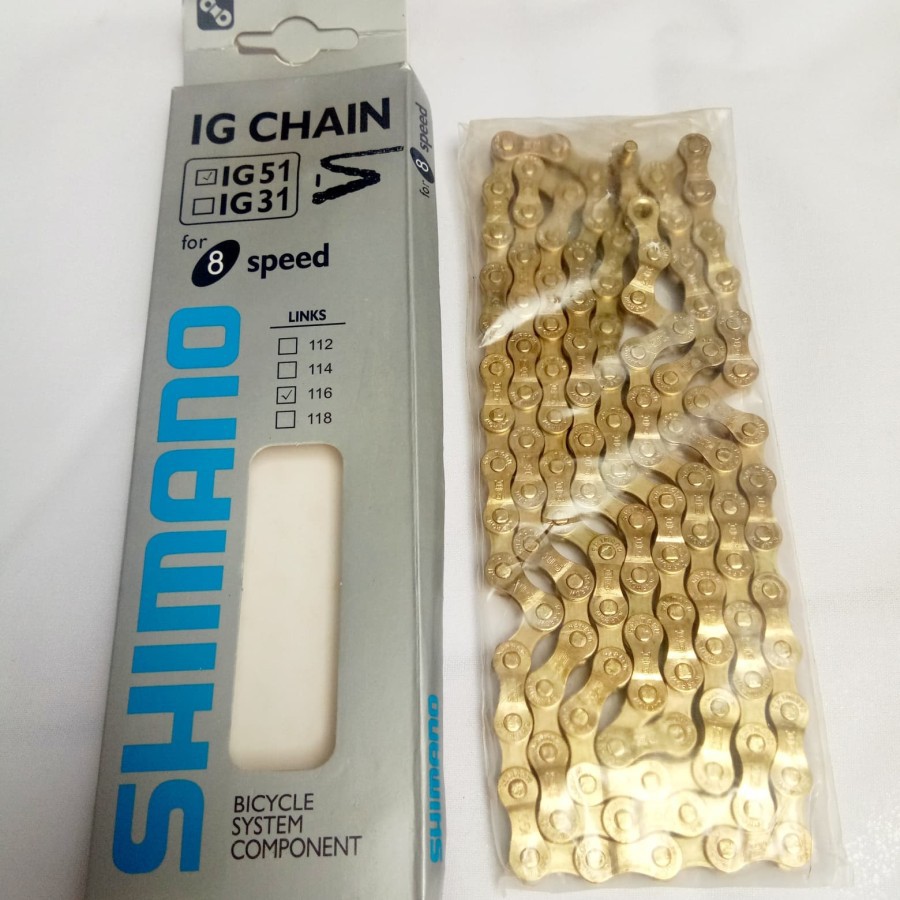 IG CHAIN
IG51
IG31
for 8 speed
LINKS
112
114
116
118
SHIMANO
BICYCLE
SYSTEM
COMPONENT
for 8 speed
SHIMANO